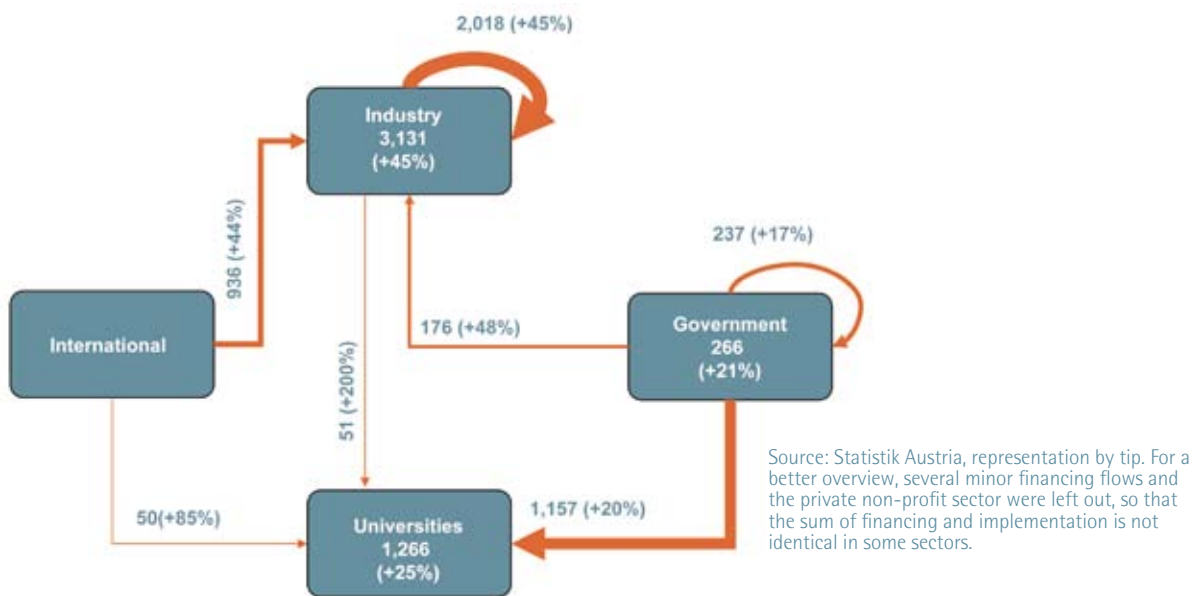 2,018 (+45%)
Industry
3,131
(+45%)
936 (+44%)
237 (+17%)
176 (+48%)
Government
266
(+21%)
International
51 (+200%)
50(+85%)
Universities
1,266
(+25%)
1,157 (+20%)
Source: Statistik Austria, representation by tip. For a
better overview, several minor financing flows and
the private non-profit sector were left out, so that
the sum of financing and implementation is not
identical in some sectors.